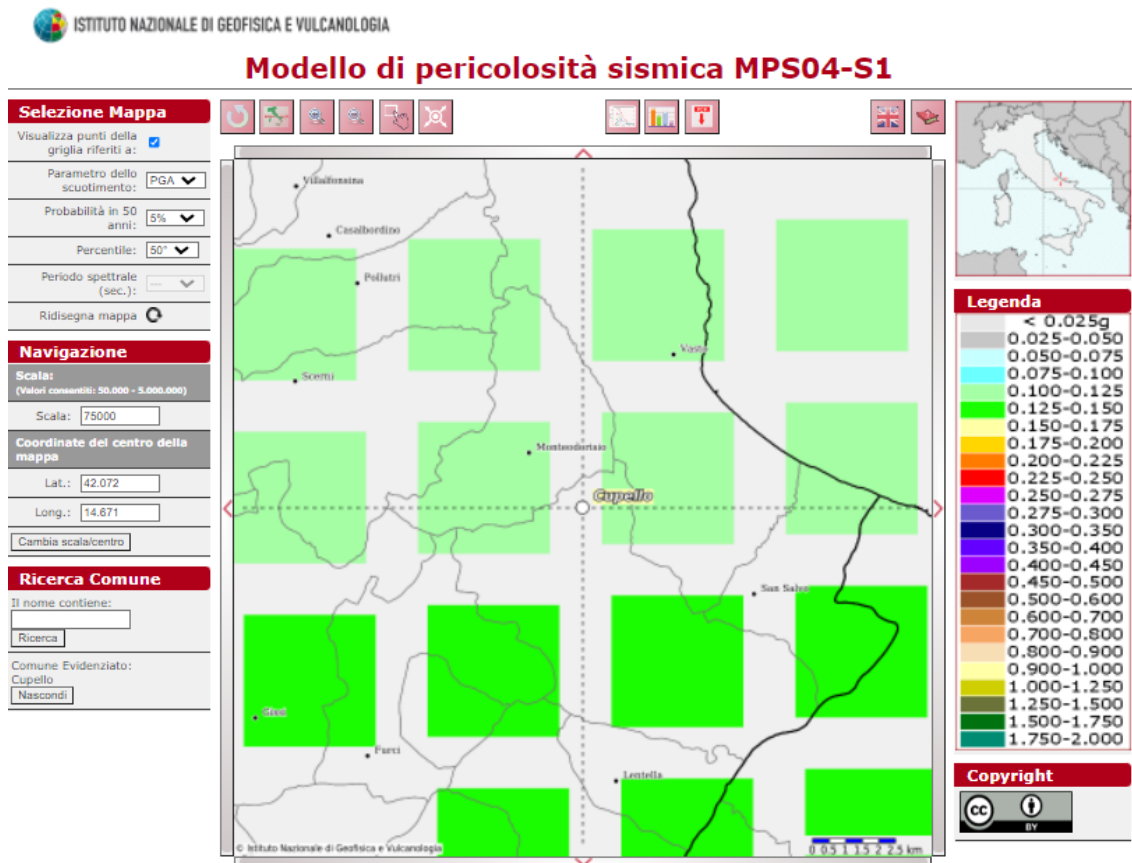 ISTITUTO NAZIONALE DI GEOFISICA E VULCANOLOGIA
Modello di pericolosità sismica MPS04-S1
Selezione Mappa
Visualizza punti della
griglia riferiti a:
Parametro dello
scuotimento: PGA
Probabilità in 50
anni: 5%
Percentile: 50°
Periodo spettrale
(sec.): ---
Ridisegna mappa
Navigazione
Scala:
(Valori consentiti: 50.000 - 5.000.000)
Scala: 75000
Coordinate del centro della
mappa
Lat.: 42.072
Long.: 14.671
Cambia scala/centro
Ricerca Comune
Il nome contiene:
Ricerca
Comune Evidenziato:
Cupello
Nascondi
Villalfonsina
Casalbordino
Pollutri
Scerni
Vasto
Monteodorisio
Cupello
San Salvo
Gissi
Furci
Lentella
© Istituto Nazionale di Geofisica e Vulcanologia
0 0.5 1 1.5 2 2.5 km
Legenda
< 0.025g
0.025-0.050
0.050-0.075
0.075-0.100
0.100-0.125
0.125-0.150
0.150-0.175
0.175-0.200
0.200-0.225
0.225-0.250
0.250-0.275
0.275-0.300
0.300-0.350
0.350-0.400
0.400-0.450
0.450-0.500
0.500-0.600
0.600-0.700
0.700-0.800
0.800-0.900
0.900-1.000
1.000-1.250
1.250-1.500
1.500-1.750
1.750-2.000
Copyright
cc
BY